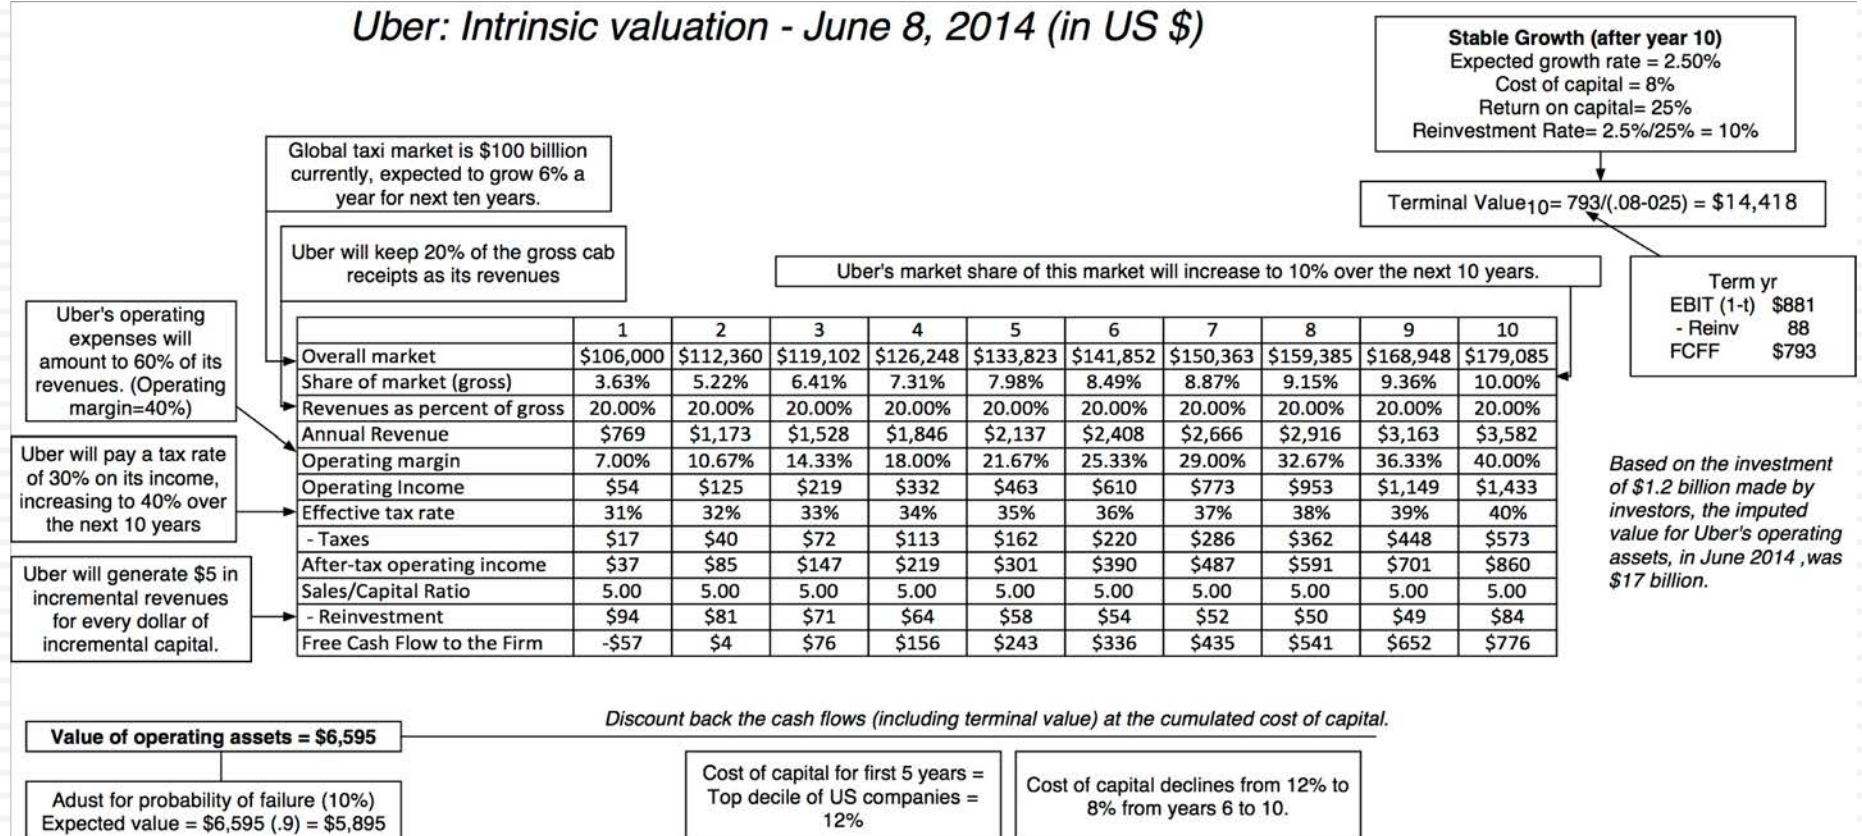 Uber: Intrinsic valuation - June 8, 2014 (in US $)
Stable Growth (after year 10)
Expected growth rate = 2.50%
Cost of capital = 8%
Return on capital= 25%
Reinvestment Rate= 2.5%/25% = 10%
Global taxi market is $100 billlion
currently, expected to grow 6% a
year for next ten years.
Terminal Value10= 793/(.08-025) = $14,418
Uber will keep 20% of the gross cab
receipts as its revenues
Uber's market share of this market will increase to 10% over the next 10 years.
Term yr
EBIT (1-t) $881
- Reinv 88
FCFF $793
Uber's operating
expenses will
amount to 60% of its
revenues. (Operating
margin=40%)
Uber will pay a tax rate
of 30% on its income,
increasing to 40% over
the next 10 years
Uber will generate $5 in
incremental revenues
for every dollar of
incremental capital.
1 2 3 4 5 6 7 8 9 10
Overall market $106,000 $112,360 $119,102 $126,248 $133,823 $141,852 $150,363 $159,385 $168,948 $179,085
Share of market (gross) 3.63% 5.22% 6.41% 7.31% 7.98% 8.49% 8.87% 9.15% 9.36% 10.00%
Revenues as percent of gross 20.00% 20.00% 20.00% 20.00% 20.00% 20.00% 20.00% 20.00% 20.00% 20.00%
Annual Revenue $769 $1,173 $1,528 $1,846 $2,137 $2,408 $2,666 $2,916 $3,163 $3,582
Operating margin 7.00% 10.67% 14.33% 18.00% 21.67% 25.33% 29.00% 32.67% 36.33% 40.00%
Operating Income $54 $125 $219 $332 $463 $610 $773 $953 $1,149 $1,433
Effective tax rate 31% 32% 33% 34% 35% 36% 37% 38% 39% 40%
- Taxes $17 $40 $72 $113 $162 $220 $286 $362 $448 $573
After-tax operating income $37 $85 $147 $219 $301 $390 $487 $591 $701 $860
Sales/Capital Ratio 5.00 5.00 5.00 5.00 5.00 5.00 5.00 5.00 5.00 5.00
- Reinvestment $94 $81 $71 $64 $58 $54 $52 $50 $49 $84
Free Cash Flow to the Firm -$57 $4 $76 $156 $243 $336 $435 $541 $652 $776
Based on the investment
of $1.2 billion made by
investors, the imputed
value for Uber's operating
assets, in June 2014 ,was
$17 billion.
Discount back the cash flows (including terminal value) at the cumulated cost of capital.
Value of operating assets = $6,595
Adust for probability of failure (10%)
Expected value = $6,595 (.9) = $5,895
Cost of capital for first 5 years =
Top decile of US companies =
12%
Cost of capital declines from 12% to
8% from years 6 to 10.